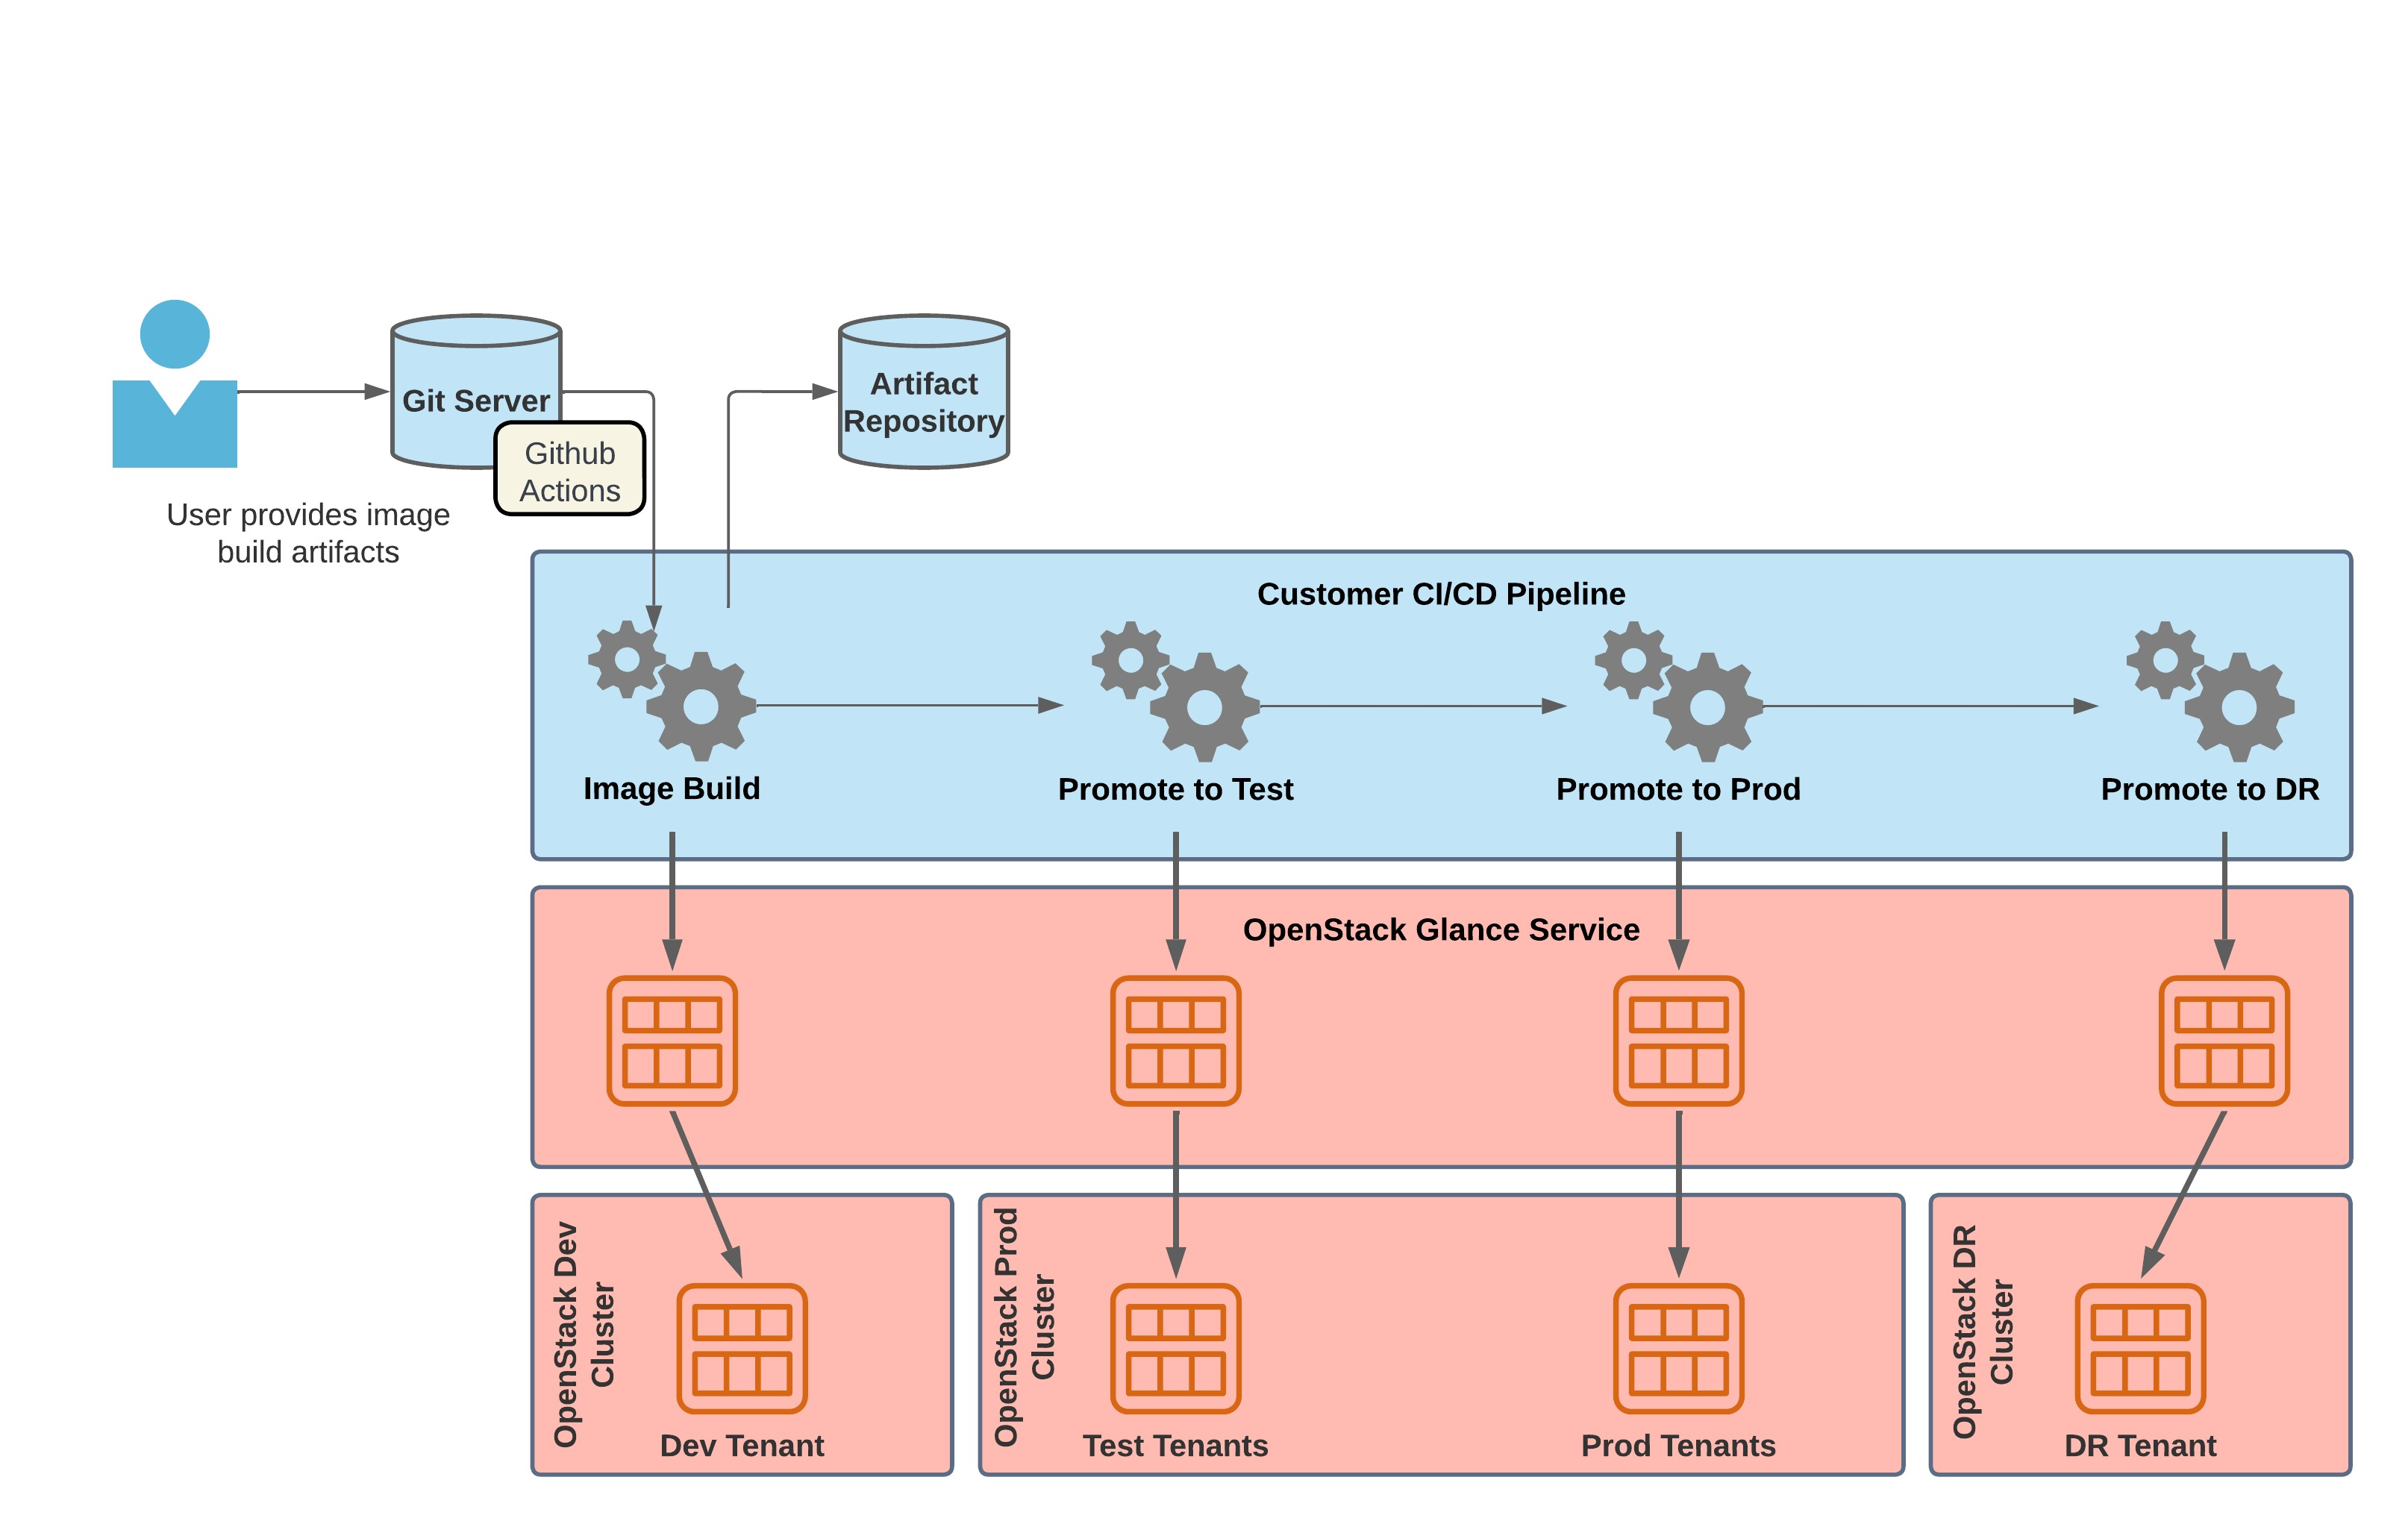 Git Server
Artifact
Repository
Github
Actions
User provides image
build artifacts
Customer CI/CD Pipeline
Image Build
Promote to Test
Promote to Prod
Promote to DR
OpenStack Glance Service
OpenStack Dev
Cluster
Dev Tenant
OpenStack Prod
Cluster
Test Tenants
Prod Tenants
OpenStack DR
Cluster
DR Tenant